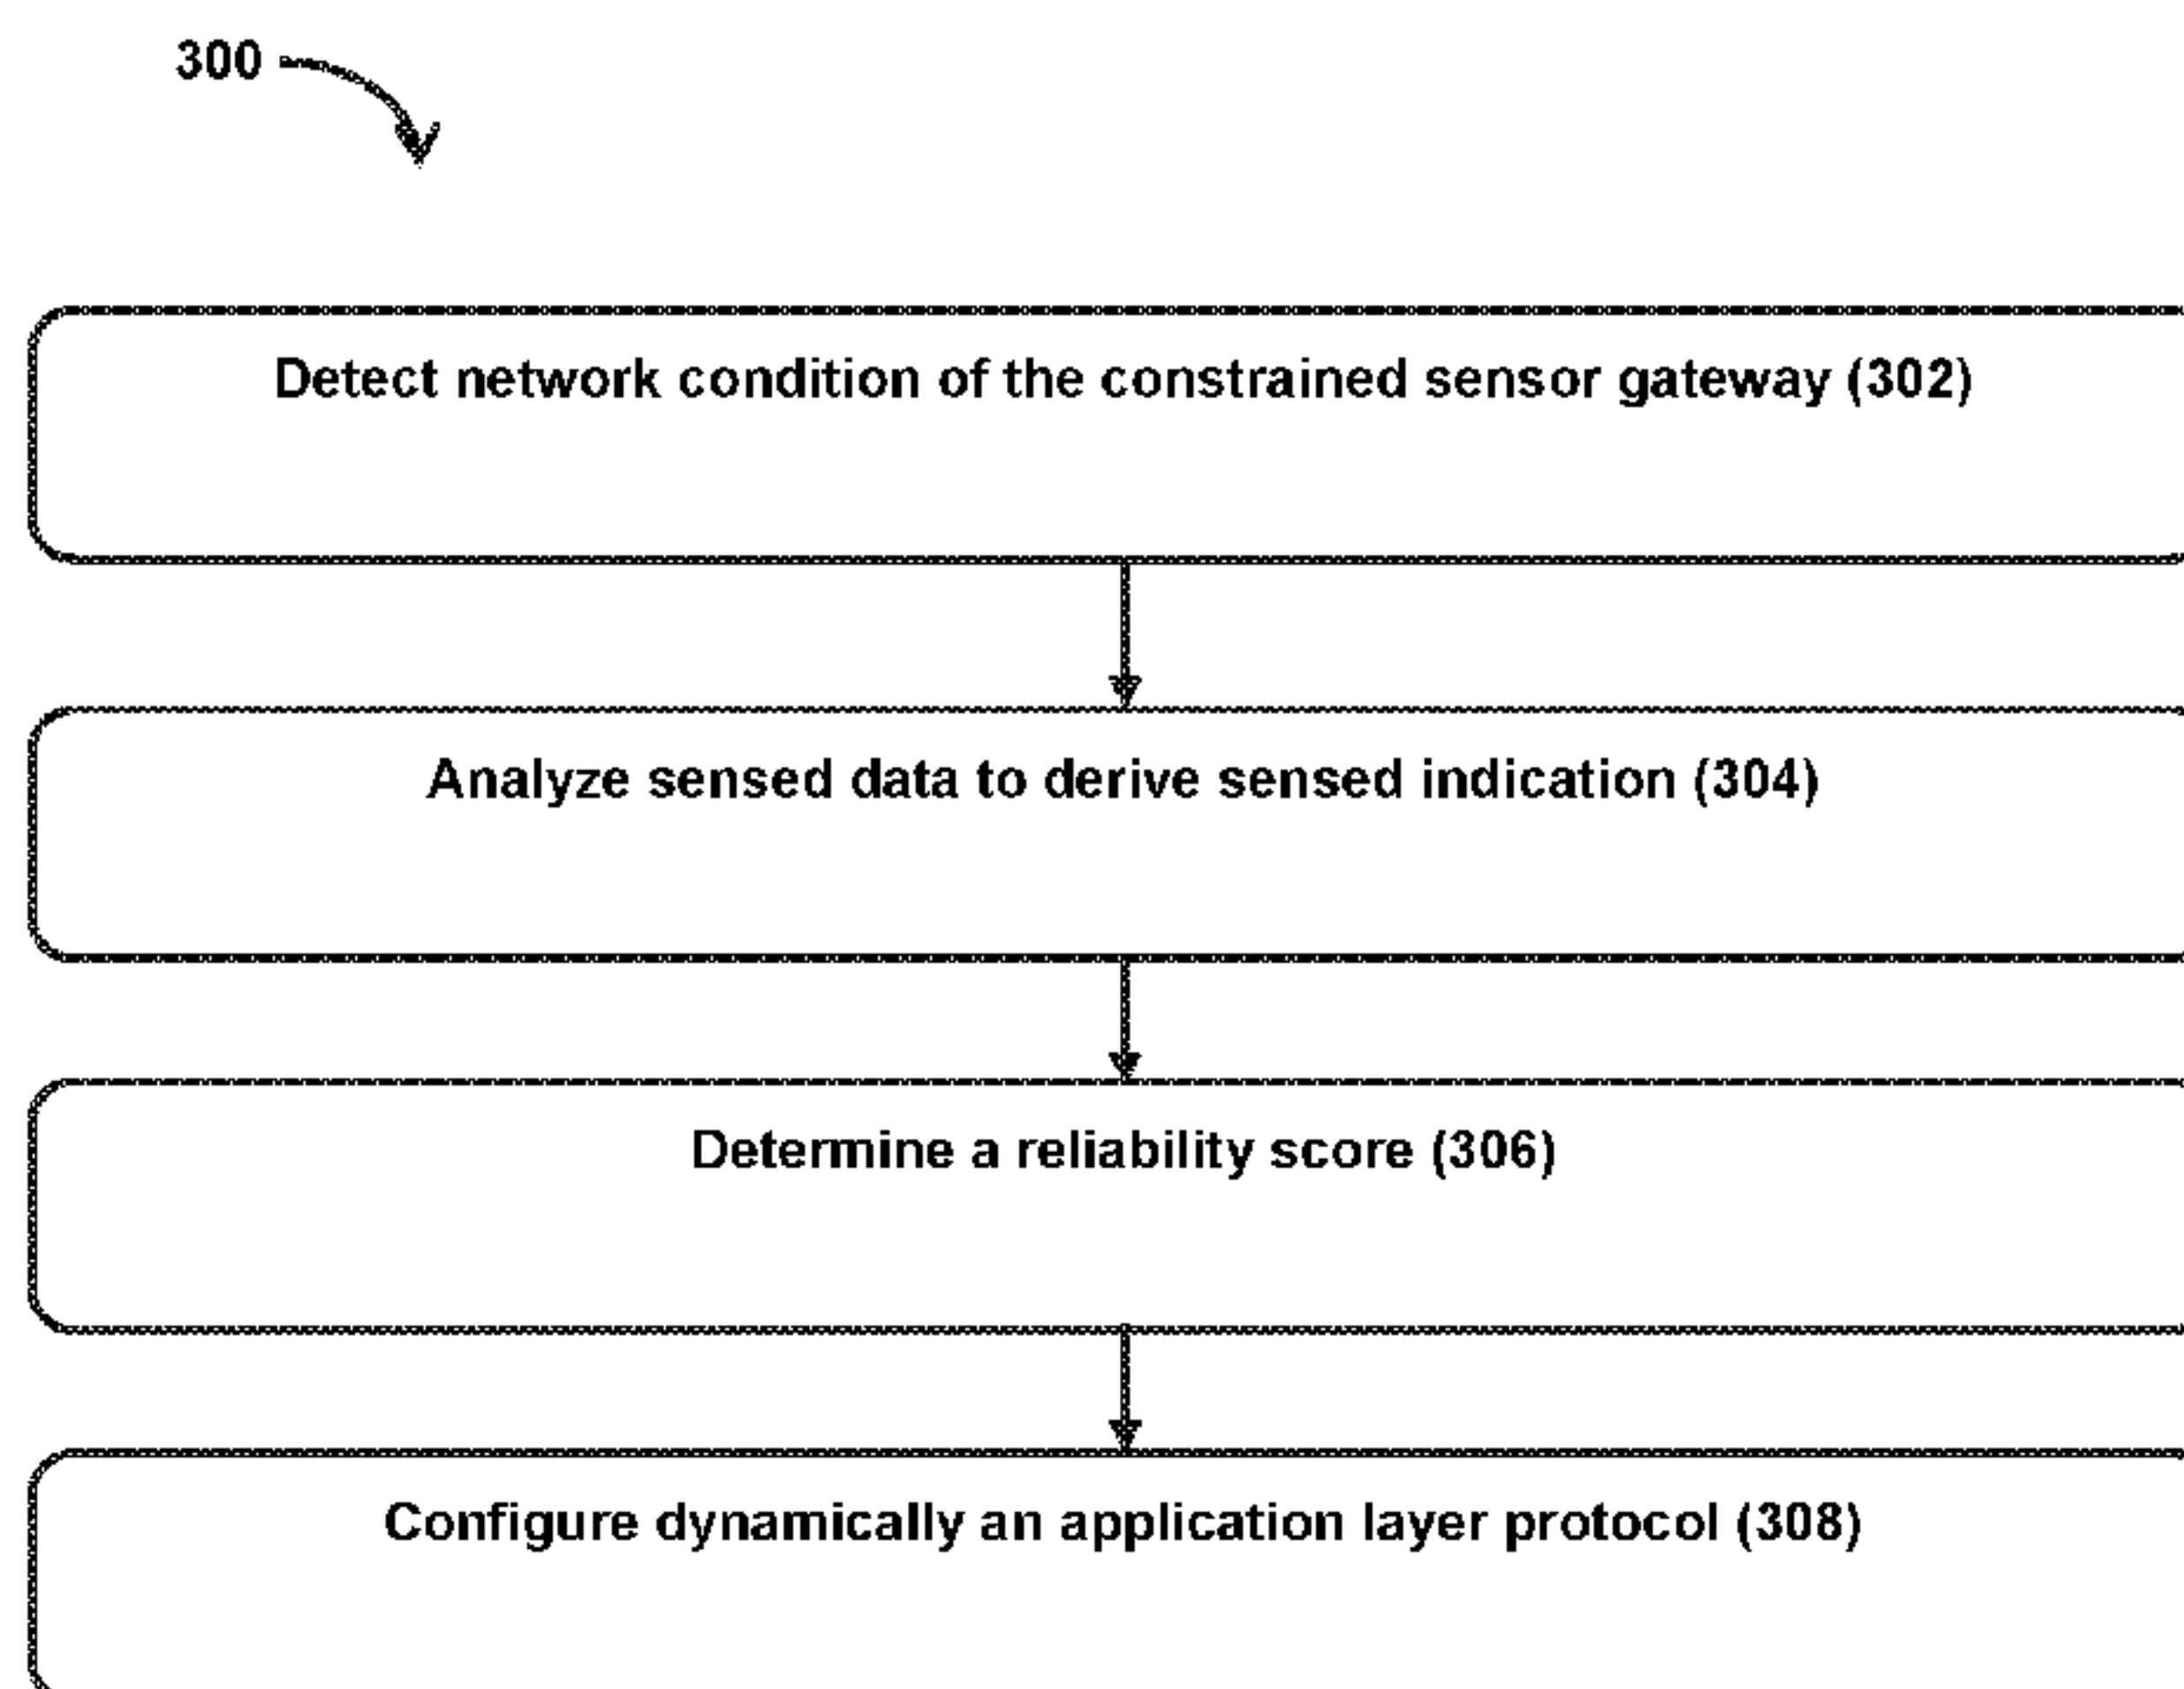 300
Detect network condition of the constrained sensor gateway (302)
Analyze sensed data to derive sensed indication (304)
Determine a reliability score (306)
Configure dynamically an application layer protocol (308)